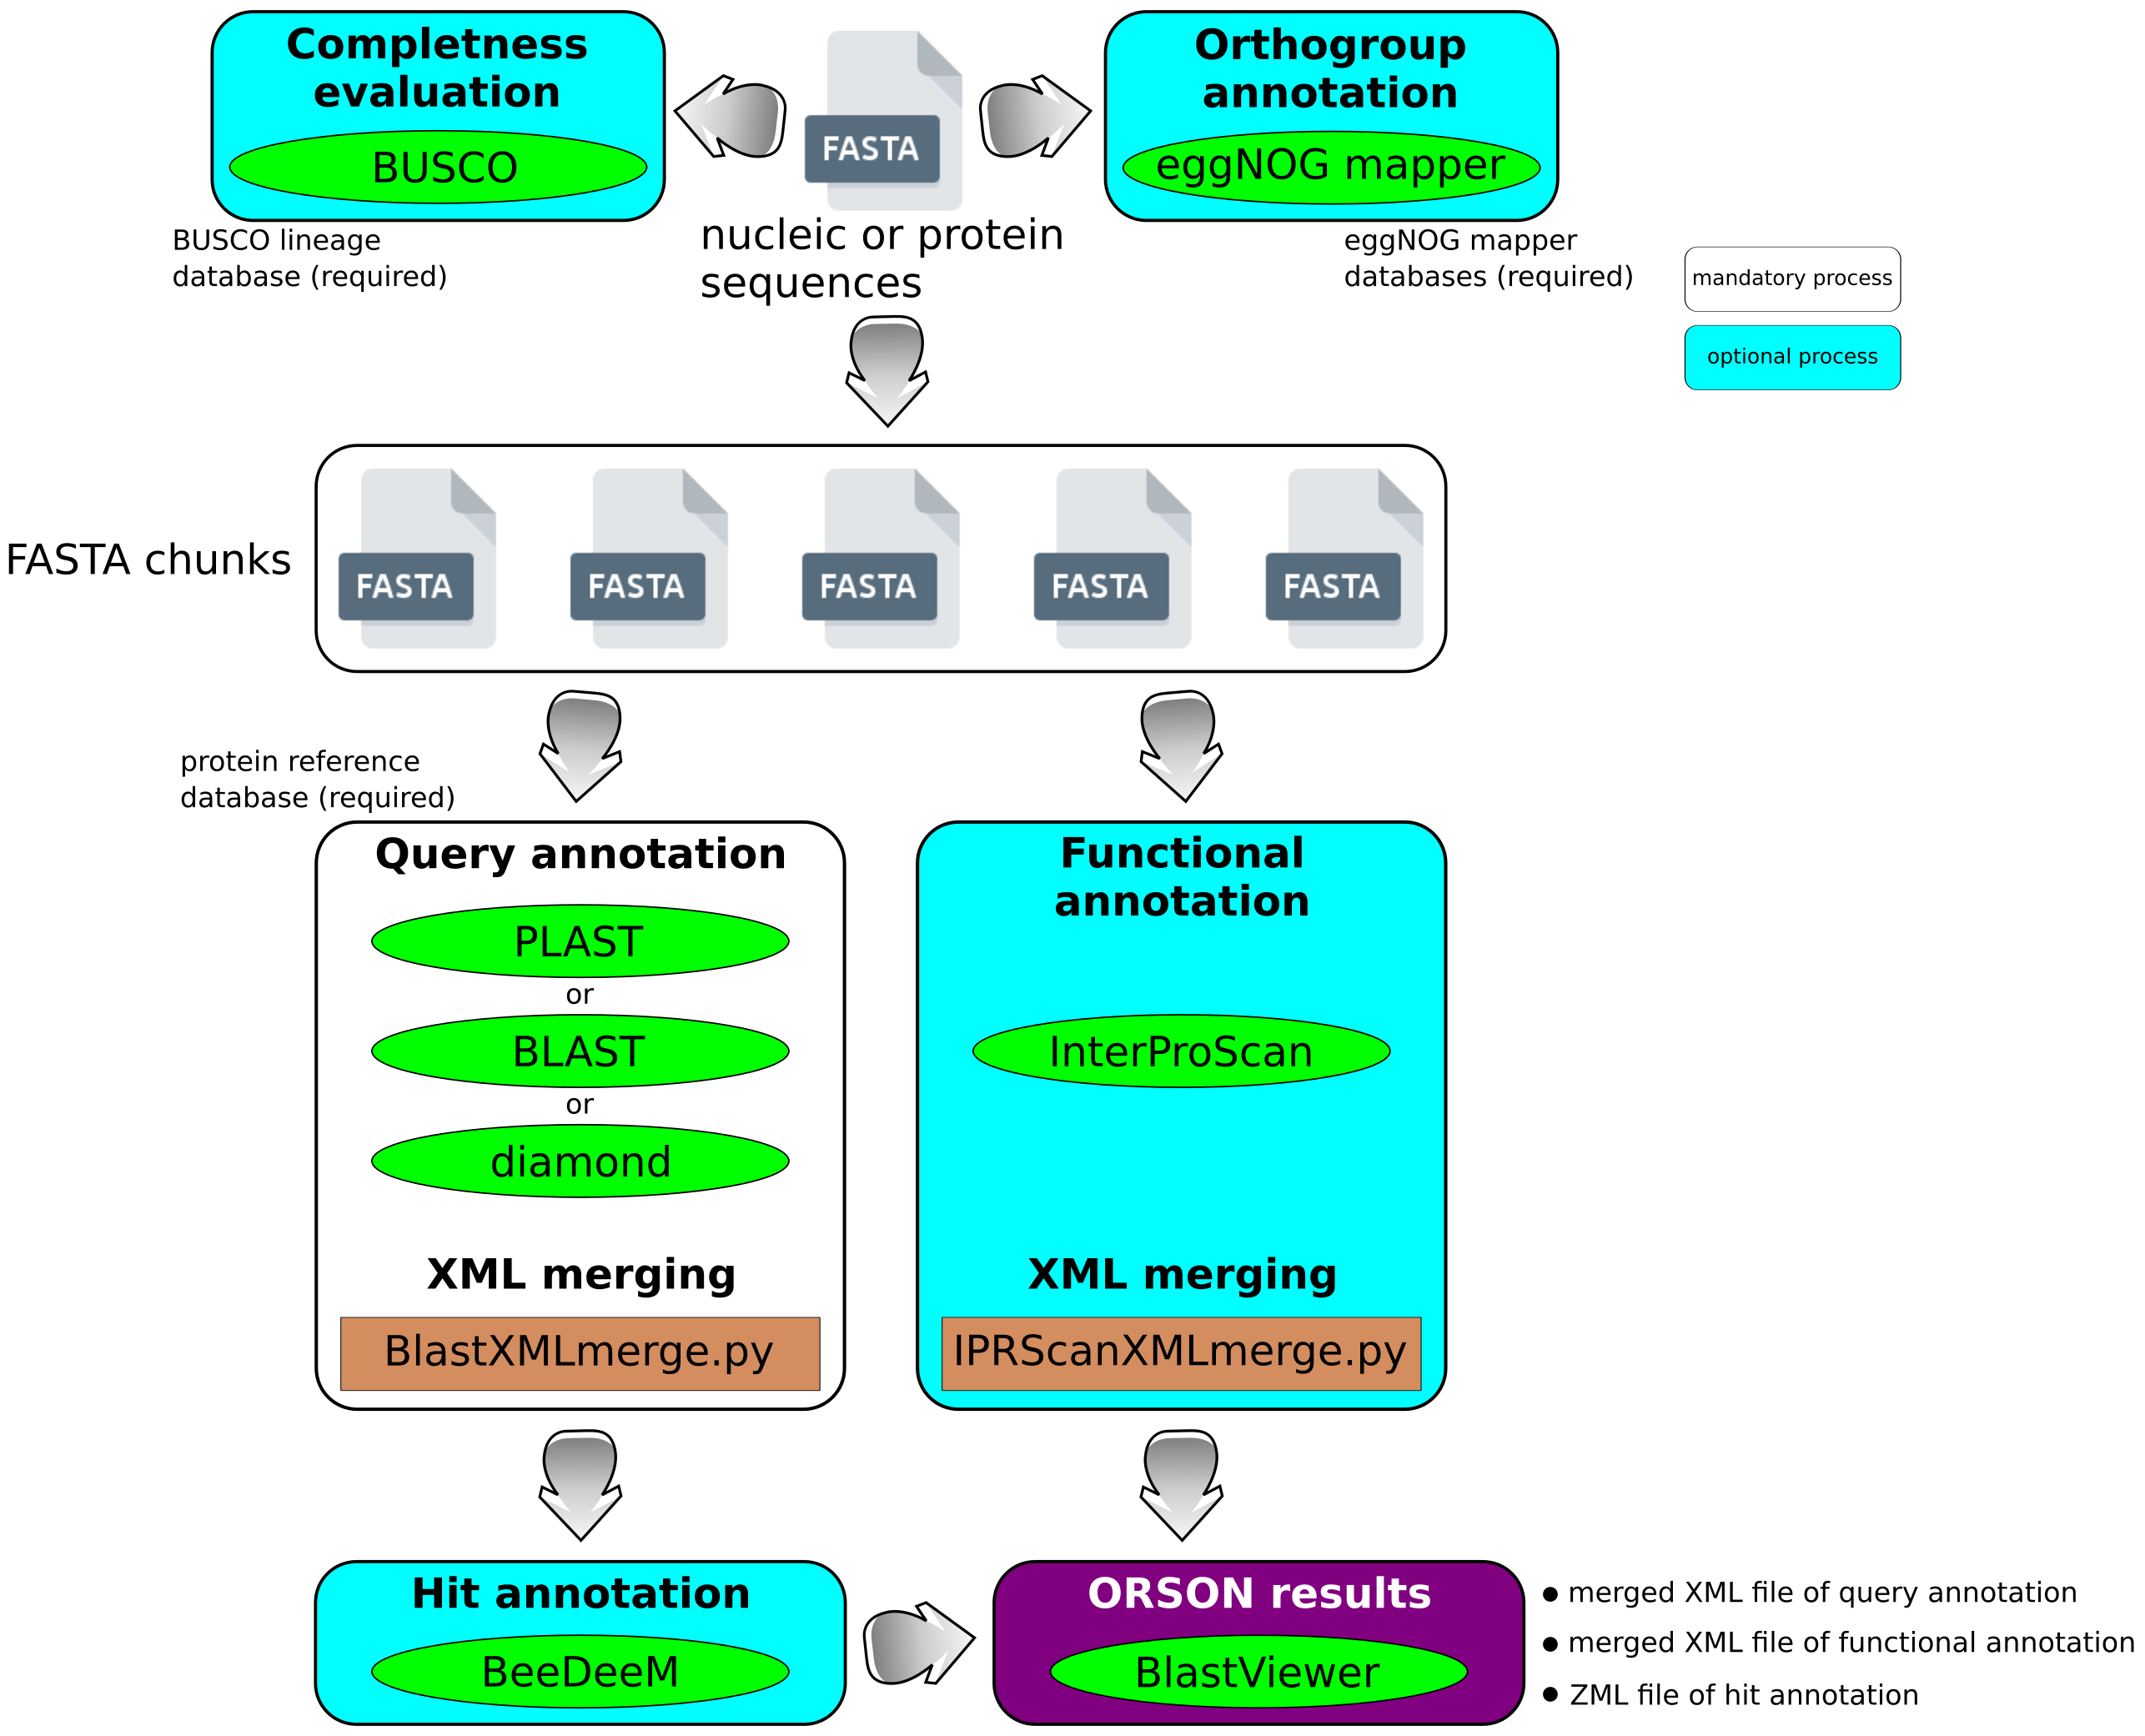 Completness
evaluation
BUSCO
BUSCO lineage
database (required)
FASTA
nucleic or protein
sequences
Orthogroup
annotation
eggNOG mapper
eggNOG mapper
databases (required)
mandatory process
optional process
FASTA chunks
FASTA
FASTA
FASTA
FASTA
FASTA
protein reference
database (required)
Query annotation
PLAST
or
BLAST
or
diamond
XML merging
BlastXMLmerge.py
Functional
annotation
InterProScan
XML merging
IPRScanXMLmerge.py
Hit annotation
BeeDeeM
ORSON results
BlastViewer
● merged XML file of query annotation
● merged XML file of functional annotation
● ZML file of hit annotation